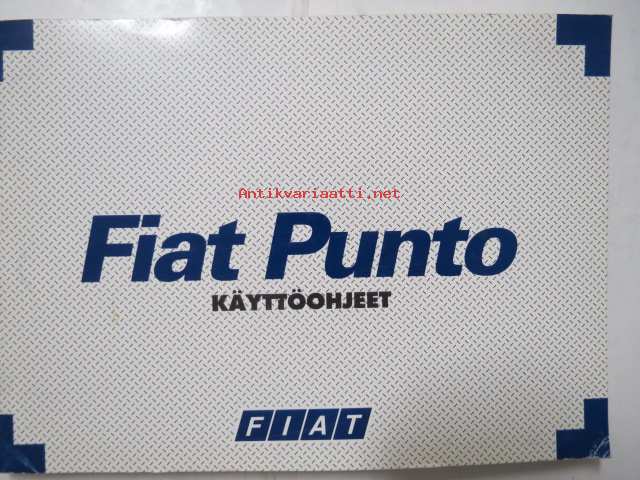 Antikvariaatti.net
Fiat Punto
KÄYTTÖOHJEET
FIAT